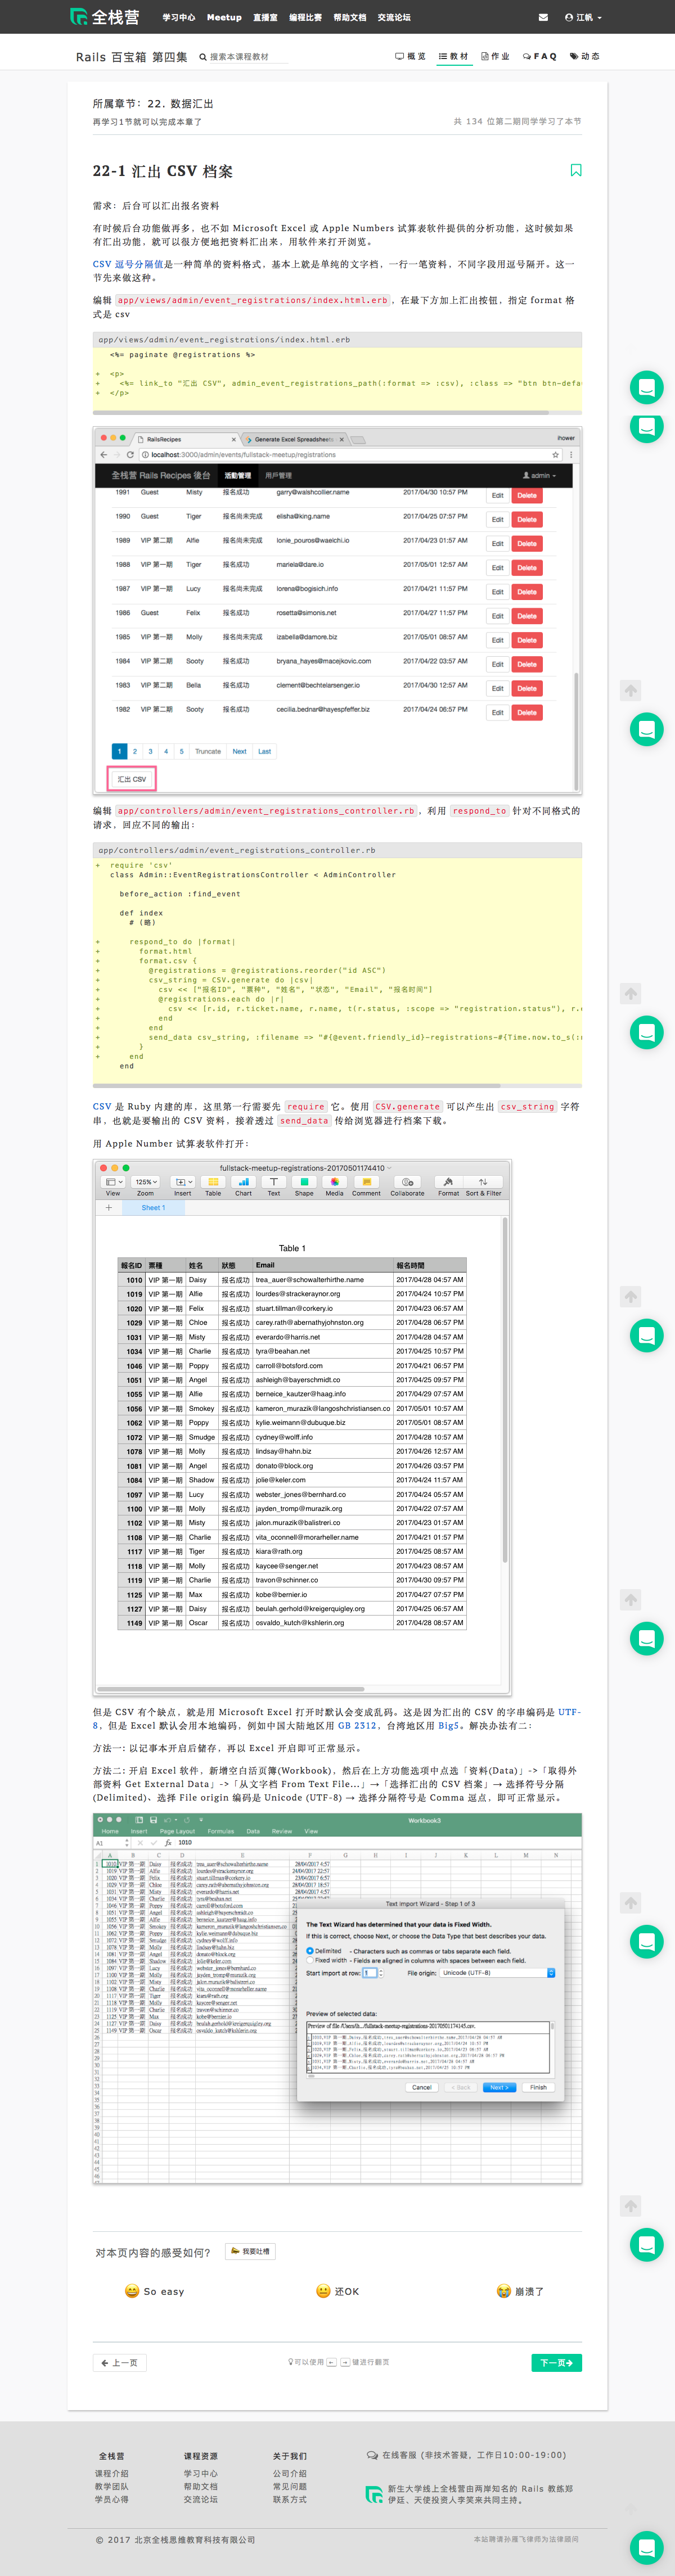 全栈营 学习中心 Meetup 直播室 编程比赛 帮助文档 交流论坛 江帆
Rails 百宝箱 第四集 搜索本课程教材 概览 教材 作业 FAQ 动态
所属章节：22. 数据汇出
再学习1节就可以完成本章了 共 134 位第二期同学学习了本节
22-1 汇出 CSV 档案
需求：后台可以汇出报名资料
有时候后台功能做再多，也不如 Microsoft Excel 或 Apple Numbers 试算表软件提供的分析功能，这时候如果
有汇出功能，就可以很方便地把资料汇出来，用软件来打开浏览。
CSV 逗号分隔值是一种简单的资料格式，基本上就是单纯的文字档，一行一笔资料，不同字段用逗号隔开。这一
节先来做这种。
编辑 app/views/admin/event_registrations/index.html.erb，在最下方加上汇出按钮，指定 format 格
式是 csv
app/views/admin/event_registrations/index.html.erb
<%= paginate @registrations %>
+ <p>
+ <%= link_to "汇出 CSV", admin_event_registrations_path(:format => :csv), :class => "btn btn-defau
+ </p>
RailsRecipes Generate Excel Spreadsheets ihower
localhost:3000/admin/events/fullstack-meetup/registrations
全栈营 Rails Recipes 後台 活動管理 用戶管理 admin
1991 Guest Misty 报名成功 garry@walshcollier.name 2017/04/30 10:57 PM Edit Delete
1990 Guest Tiger 报名尚未完成 elisha@king.name 2017/04/25 07:57 PM Edit Delete
1989 VIP 第二期 Alfie 报名尚未完成 lonie_pouros@waelchi.io 2017/04/23 01:57 AM Edit Delete
1988 VIP 第一期 Tiger 报名成功 mariela@dare.io 2017/05/01 12:57 AM Edit Delete
1987 VIP 第一期 Lucy 报名尚未完成 lorena@bogisich.info 2017/04/21 11:57 PM Edit Delete
1986 Guest Felix 报名成功 rosetta@simonis.net 2017/04/27 11:57 PM Edit Delete
1985 VIP 第一期 Molly 报名尚未完成 izabella@damore.biz 2017/05/01 08:57 AM Edit Delete
1984 VIP 第二期 Sooty 报名成功 bryana_hayes@macejkovic.com 2017/04/22 03:57 AM Edit Delete
1983 VIP 第二期 Bella 报名成功 clement@bechtelarsenger.io 2017/04/30 12:57 AM Edit Delete
1982 VIP 第二期 Sooty 报名成功 cecilia.bednar@hayespfeffer.biz 2017/04/24 06:57 AM Edit Delete
1 2 3 4 5 Truncate Next Last
汇出 CSV
编辑 app/controllers/admin/event_registrations_controller.rb，利用 respond_to 针对不同格式的
请求，回应不同的输出：
app/controllers/admin/event_registrations_controller.rb
+ require 'csv'
class Admin::EventRegistrationsController < AdminController
before_action :find_event
def index
# (略)
+ respond_to do |format|
+ format.html
+ format.csv {
+ @registrations = @registrations.reorder("id ASC")
+ csv_string = CSV.generate do |csv|
+ csv << ["报名ID", "票种", "姓名", "状态", "Email", "报名时间"]
+ @registrations.each do |r|
+ csv << [r.id, r.ticket.name, r.name, t(r.status, :scope => "registration.status"), r.
+ end
+ end
+ send_data csv_string, :filename => "#{@event.friendly_id}-registrations-#{Time.now.to_s(:
+ }
+ end
end
CSV 是 Ruby 内建的库，这里第一行需要先 require 它。使用 CSV.generate 可以产生出 csv_string 字符
串，也就是要输出的 CSV 资料，接着透过 send_data 传给浏览器进行档案下载。
用 Apple Number 试算表软件打开：
fullstack-meetup-registrations-20170501174410
125%
View Zoom Insert Table Chart Text Shape Media Comment Collaborate Format Sort & Filter
+ Sheet 1
Table 1
報名ID 票種 姓名 狀態 Email 報名時間
1010 VIP 第一期 Daisy 报名成功 trea_auer@schowalterhirthe.name 2017/04/28 04:57 AM
1019 VIP 第一期 Alfie 报名成功 lourdes@strackeraynor.org 2017/04/24 10:57 PM
1020 VIP 第一期 Felix 报名成功 stuart.tillman@corkery.io 2017/04/23 06:57 AM
1029 VIP 第一期 Chloe 报名成功 carey.rath@abernathyjohnston.org 2017/04/28 06:57 PM
1031 VIP 第一期 Misty 报名成功 everardo@harris.net 2017/04/28 04:57 AM
1034 VIP 第一期 Charlie 报名成功 tyra@beahan.net 2017/04/25 10:57 PM
1046 VIP 第一期 Poppy 报名成功 carroll@botsford.com 2017/04/21 06:57 PM
1051 VIP 第一期 Angel 报名成功 ashleigh@bayerschmidt.co 2017/04/25 09:57 PM
1055 VIP 第一期 Alfie 报名成功 berneice_kautzer@haag.info 2017/04/29 07:57 AM
1056 VIP 第一期 Smokey 报名成功 kameron_murazik@langoshchristiansen.co 2017/05/01 10:57 AM
1062 VIP 第一期 Poppy 报名成功 kylie.weimann@dubuque.biz 2017/05/01 08:57 AM
1072 VIP 第一期 Smudge 报名成功 cydney@wolff.info 2017/04/28 10:57 AM
1078 VIP 第一期 Molly 报名成功 lindsay@hahn.biz 2017/04/26 12:57 AM
1081 VIP 第一期 Angel 报名成功 donato@block.org 2017/04/26 03:57 PM
1084 VIP 第一期 Shadow 报名成功 jolie@keler.com 2017/04/24 11:57 AM
1097 VIP 第一期 Lucy 报名成功 webster_jones@bernhard.co 2017/04/24 05:57 AM
1100 VIP 第一期 Molly 报名成功 jayden_tromp@murazik.org 2017/04/22 07:57 AM
1102 VIP 第一期 Misty 报名成功 jalon.murazik@balistreri.co 2017/04/23 01:57 AM
1108 VIP 第一期 Charlie 报名成功 vita_oconnell@morarheller.name 2017/04/21 01:57 PM
1117 VIP 第一期 Tiger 报名成功 kiara@rath.org 2017/04/25 08:57 AM
1118 VIP 第一期 Molly 报名成功 kaycee@senger.net 2017/04/23 08:57 AM
1119 VIP 第一期 Charlie 报名成功 travon@schinner.co 2017/04/30 09:57 PM
1125 VIP 第一期 Max 报名成功 kobe@bernier.io 2017/04/27 07:57 PM
1127 VIP 第一期 Daisy 报名成功 beulah.gerhold@kreigerquigley.org 2017/04/25 08:57 AM
1149 VIP 第一期 Oscar 报名成功 osvaldo_kutch@kshlerin.org 2017/04/28 08:57 AM
但是 CSV 有个缺点，就是用 Microsoft Excel 打开时默认会变成乱码。这是因为汇出的 CSV 的字串编码是 UTF-
8，但是 Excel 默认会用本地编码，例如中国大陆地区用 GB 2312，台湾地区用 Big5。解决办法有二：
方法一：以记事本开启后储存，再以 Excel 开启即可正常显示。
方法二：开启 Excel 软件，新增空白活页簿(Workbook)，然后在上方功能选项中点选「资料(Data)」->「取得外
部资料 Get External Data」->「从文字档 From Text File...」→「选择汇出的 CSV 档案」→ 选择符号分隔
(Delimited)、选择 File origin 编码是 Unicode (UTF-8) → 选择分隔符号是 Comma 逗点，即可正常显示。
Workbook3
Home Insert Page Layout Formulas Data Review View
A1 fx 1010
Text Import Wizard - Step 1 of 3
The Text Wizard has determined that your data is Fixed Width.
If this is correct, choose Next, or choose the Data Type that best describes your data.
Delimited - Characters such as commas or tabs separate each field.
Fixed width - Fields are aligned in columns with spaces between each field.
Start import at row: 1 File origin: Unicode (UTF-8)
Preview of selected data:
Cancel < Back Next > Finish
对本页内容的感受如何？ 我要吐槽
So easy 还OK 崩溃了
上一页 可以使用 ← → 键进行翻页 下一页
全栈营 课程资源 关于我们 在线客服 (非技术答疑，工作日10:00-19:00)
课程介绍 学习中心 公司介绍
教学团队 帮助文档 常见问题
学员心得 交流论坛 联系方式
新生大学线上全栈营由两岸知名的 Rails 教练郑
伊廷、天使投资人李笑来共同主持。
© 2017 北京全栈思维教育科技有限公司 本站聘请孙雁飞律师为法律顾问